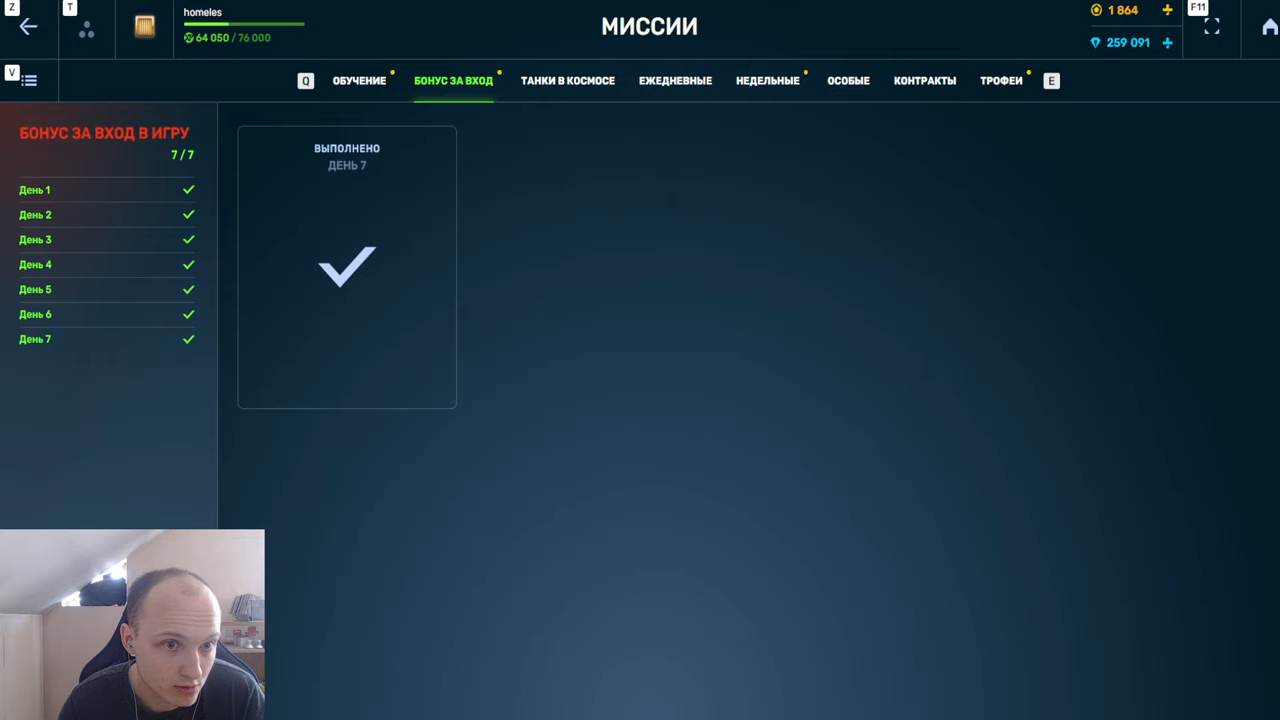 Z
T
homeles
64 050 / 76 000
МИССИИ
1 864
259 091
F11
V
Q
ОБУЧЕНИЕ
БОНУС ЗА ВХОД
ТАНКИ В КОСМОСЕ
ЕЖЕДНЕВНЫЕ
НЕДЕЛЬНЫЕ
ОСОБЫЕ
КОНТРАКТЫ
ТРОФЕИ
E
БОНУС ЗА ВХОД В ИГРУ
7 / 7
День 1
День 2
День 3
День 4
День 5
День 6
День 7
ВЫПОЛНЕНО
ДЕНЬ 7